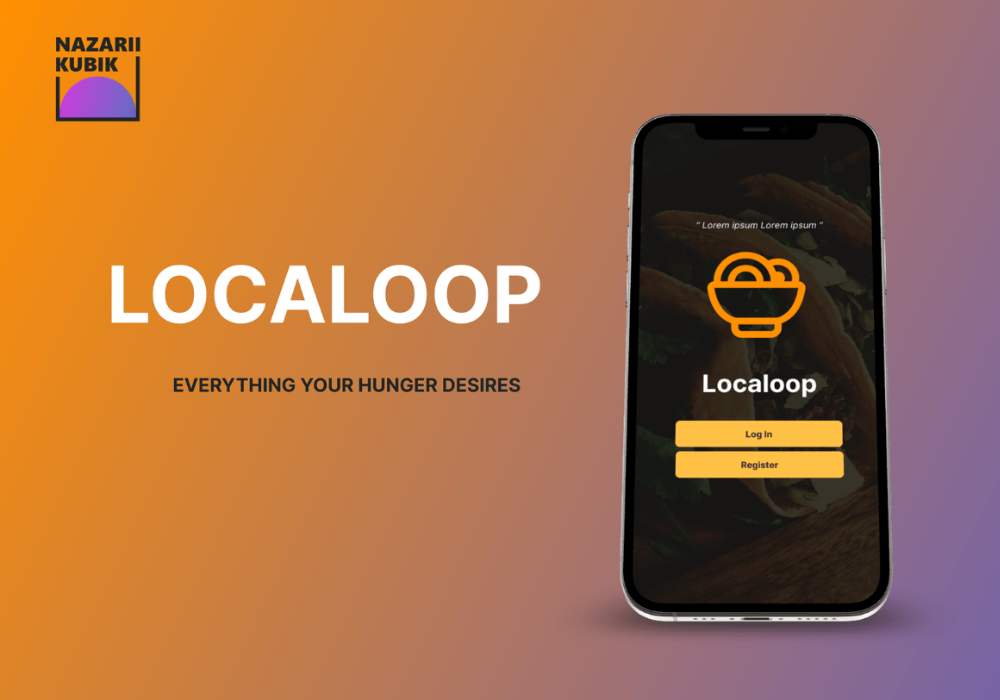 NAZARII
KUBIK
LOCALOOP
EVERYTHING YOUR HUNGER DESIRES
" Lorem ipsum Lorem ipsum "
Localoop
Log In
Register